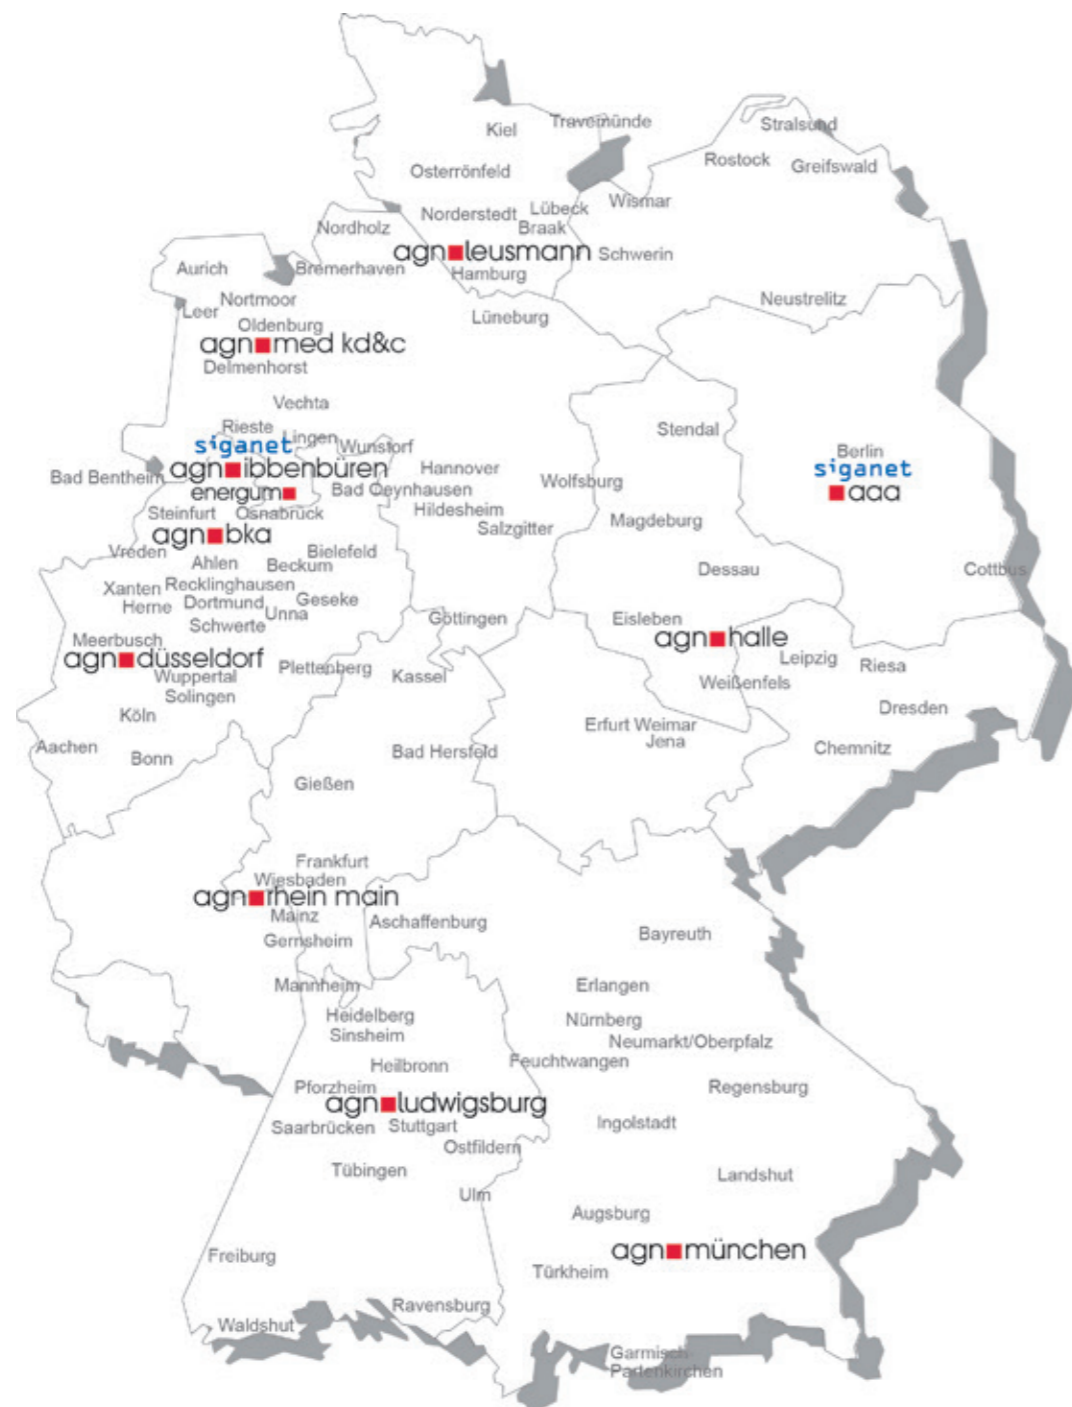 Kiel
Travemünde
Stralsund
Rostock
Greifswald
Osterrönfeld
Wismar
Norderstedt
Lübeck
Braak
Nordholz
agn leusmann
Schwerin
Aurich
Bremerhaven
Hamburg
Nortmoor
Neustrelitz
Leer
Oldenburg
Lüneburg
agn med kd&c
Delmenhorst
Vechta
Rieste
Stendal
Lingen
siganet
Wunstorf
Berlin
siganet
agn ibbenbüren
Hannover
Bad Bentheim
Wolfsburg
energum
Bad Oeynhausen
aaa
Hildesheim
Steinfurt
Osnabrück
Salzgitter
Magdeburg
agn bka
Vreden
Bielefeld
Ahlen
Beckum
Dessau
Cottbus
Xanten
Recklinghausen
Herne
Dortmund
Geseke
Unna
Schwerte
Göttingen
Eisleben
Meerbusch
agn halle
agn düsseldorf
Leipzig
Riesa
Plettenberg
Kassel
Wuppertal
Weißenfels
Solingen
Köln
Dresden
Erfurt Weimar
Jena
Aachen
Bonn
Bad Hersfeld
Chemnitz
Gießen
Frankfurt
Wiesbaden
agn rhein main
Mainz
Aschaffenburg
Gernsheim
Bayreuth
Mannheim
Erlangen
Heidelberg
Nürnberg
Sinsheim
Neumarkt/Oberpfalz
Heilbronn
Feuchtwangen
Pforzheim
Regensburg
agn ludwigsburg
Saarbrücken
Stuttgart
Ingolstadt
Ostfildern
Tübingen
Landshut
Ulm
Augsburg
agn münchen
Freiburg
Türkheim
Ravensburg
Waldshut
Garmisch-
Partenkirchen